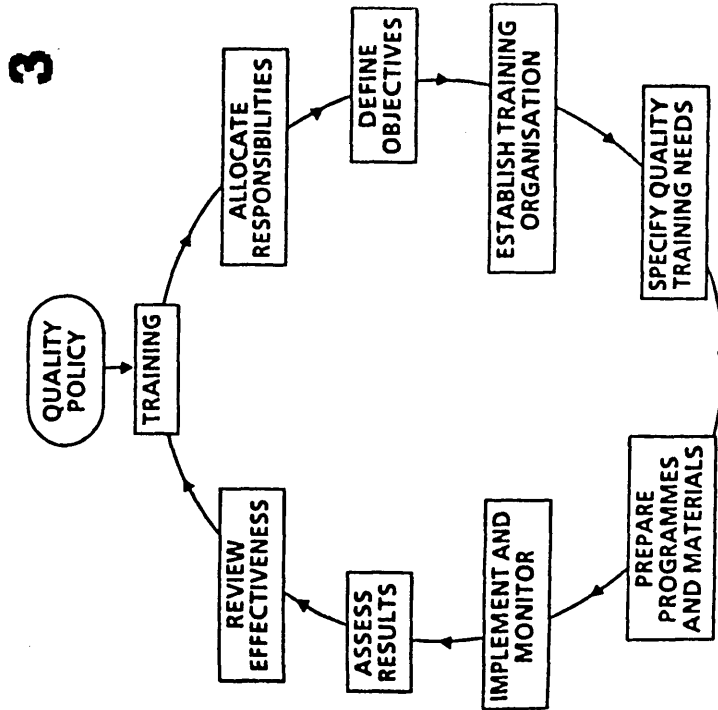 3
QUALITY
POLICY
TRAINING
ALLOCATE
RESPONSIBILITIES
DEFINE
OBJECTIVES
ESTABLISH TRAINING
ORGANISATION
SPECIFY QUALITY
TRAINING NEEDS
PREPARE
PROGRAMMES
AND MATERIALS
IMPLEMENT AND
MONITOR
ASSESS
RESULTS
REVIEW
EFFECTIVENESS